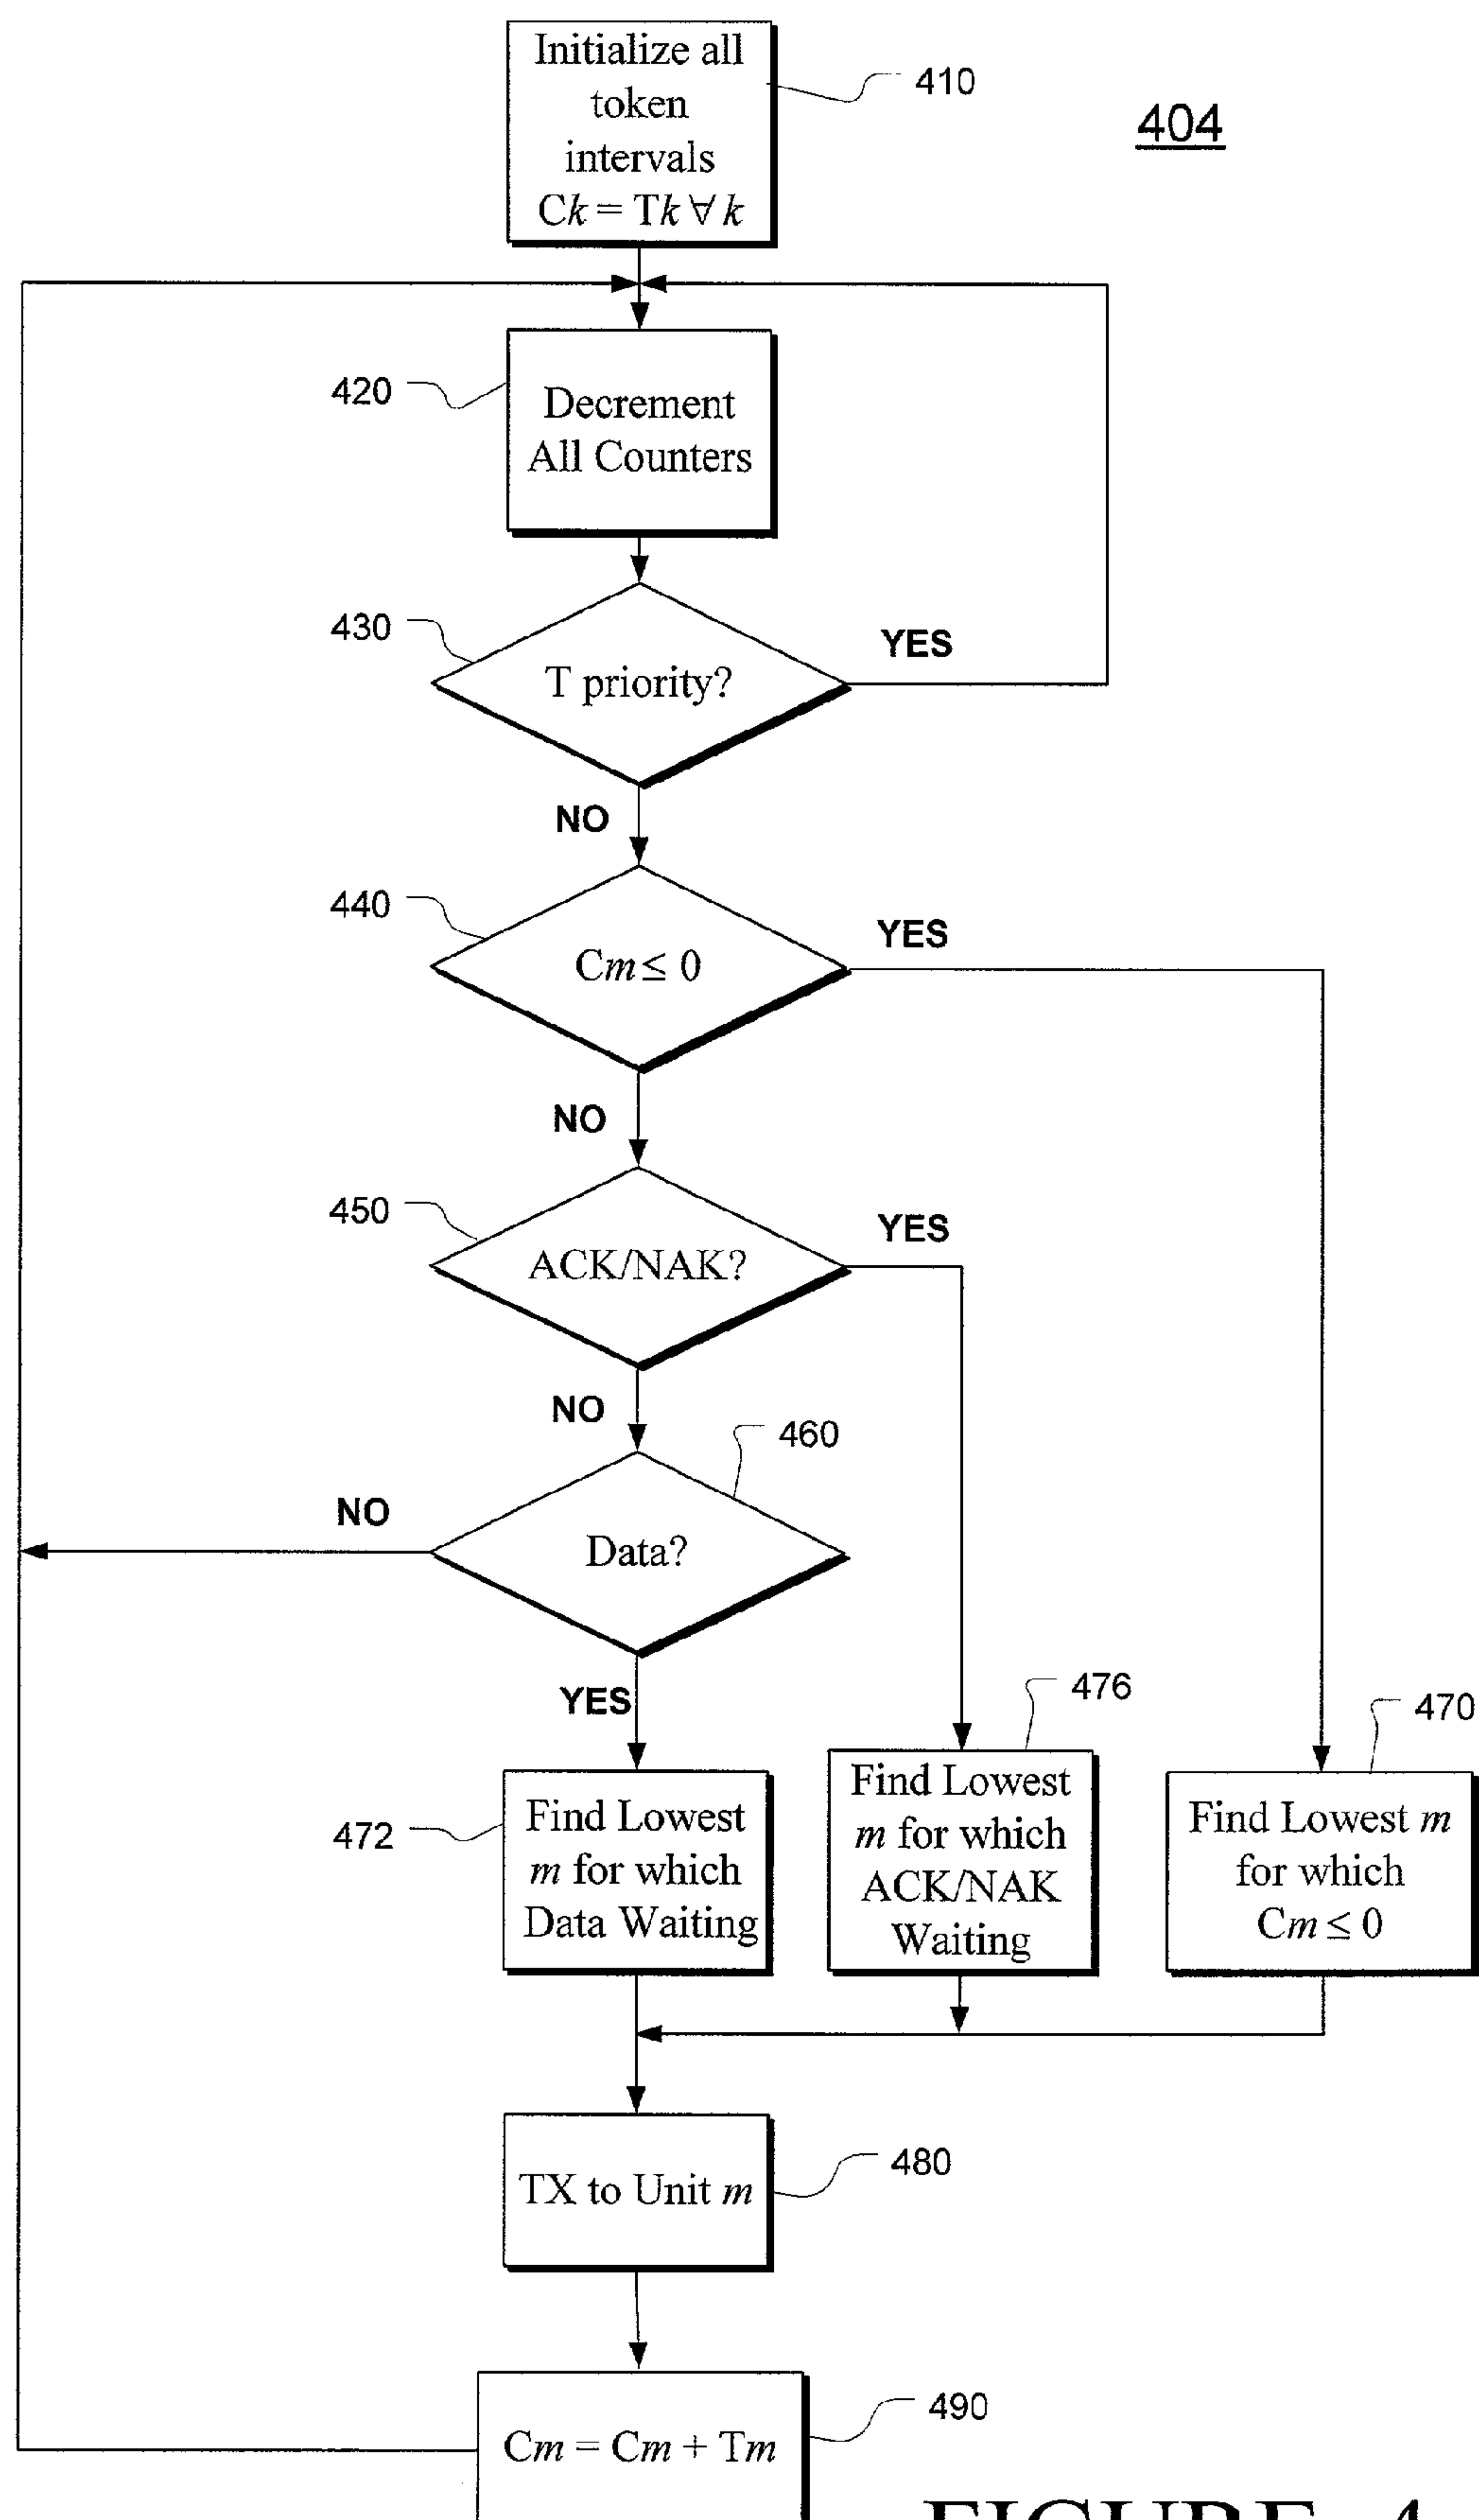 Initialize all
token
intervals
Ck = Tk ∀ k
410
404
420
Decrement
All Counters
430
T priority?
YES
NO
440
Cm ≤ 0
YES
NO
450
ACK/NAK?
YES
NO
460
Data?
NO
YES
476
470
472
Find Lowest
m for which
Data Waiting
Find Lowest
m for which
ACK/NAK
Waiting
Find Lowest m
for which
Cm ≤ 0
TX to Unit m
480
490
Cm = Cm + Tm
FIGURE 4